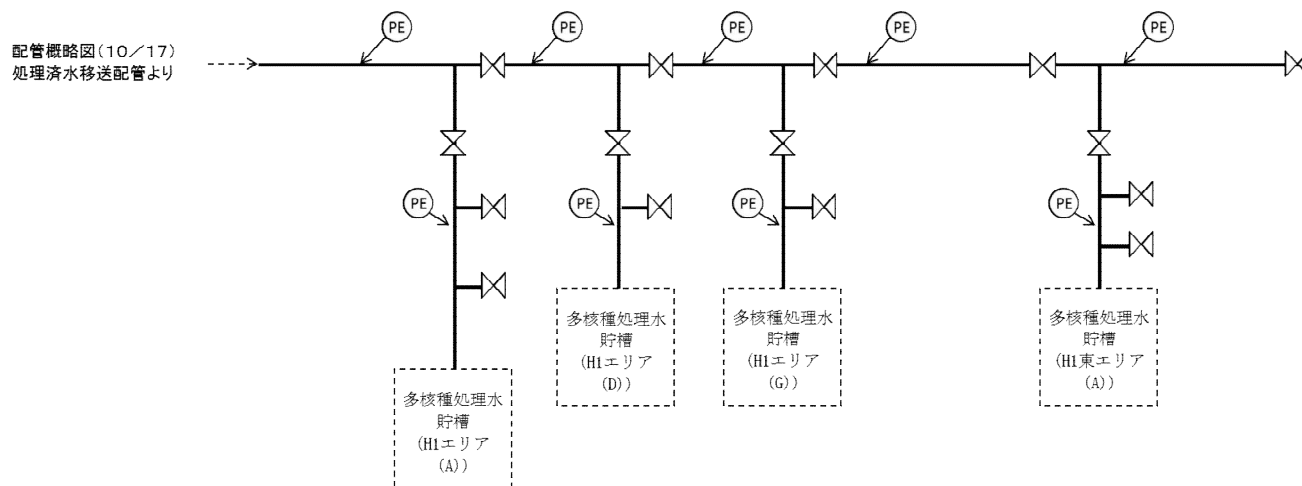 PE
PE
PE
PE
PE
配管概略図(10/17)
処理済水移送配管より
PE
PE
PE
PE
多核種処理水
貯槽
(H1エリア
(D))
多核種処理水
貯槽
(H1エリア
(G))
多核種処理水
貯槽
(H1東エリア
(A))
多核種処理水
貯槽
(H1エリア
(A))